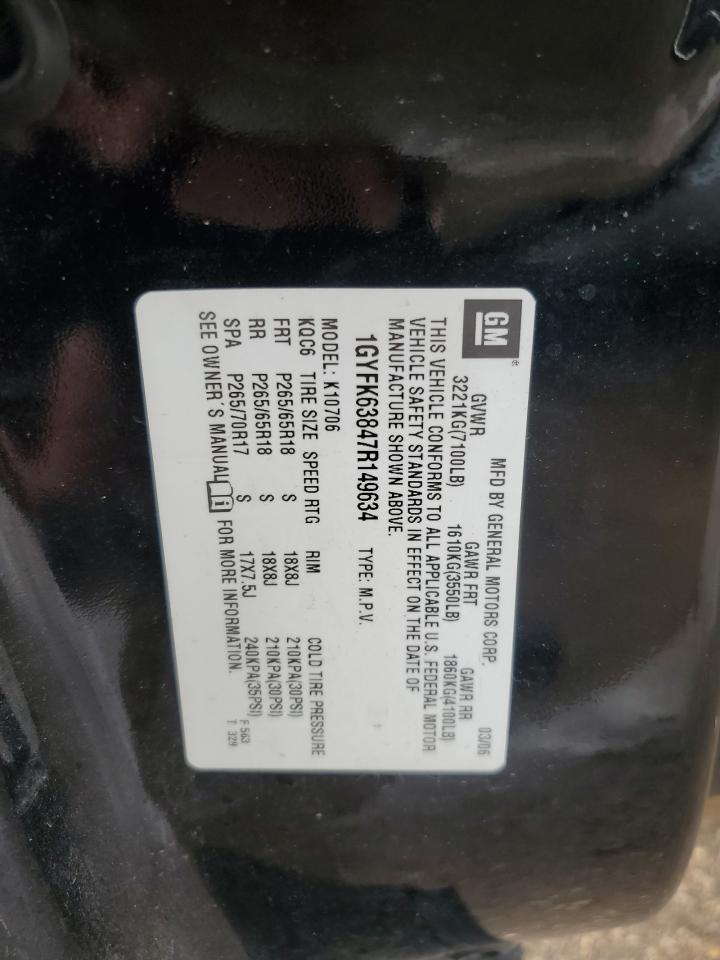 GM®
MFD BY GENERAL MOTORS CORP. 03/06
GVWR GAWR FRT GAWR RR
3221KG(7100LB) 1610KG(3550LB) 1860KG(4100LB)
THIS VEHICLE CONFORMS TO ALL APPLICABLE U.S. FEDERAL MOTOR
VEHICLE SAFETY STANDARDS IN EFFECT ON THE DATE OF
MANUFACTURE SHOWN ABOVE.
1GYFK63847R149634 TYPE: M.P.V.
MODEL: K10706
KQC6 TIRE SIZE SPEED RTG RIM COLD TIRE PRESSURE
FRT P265/65R18 S 18X8J 210KPA(30PSI)
RR P265/65R18 S 18X8J 210KPA(30PSI)
SPA P265/70R17 S 17X7.5J 240KPA(35PSI)
SEE OWNER'S MANUAL FOR MORE INFORMATION.
F 563
T 329